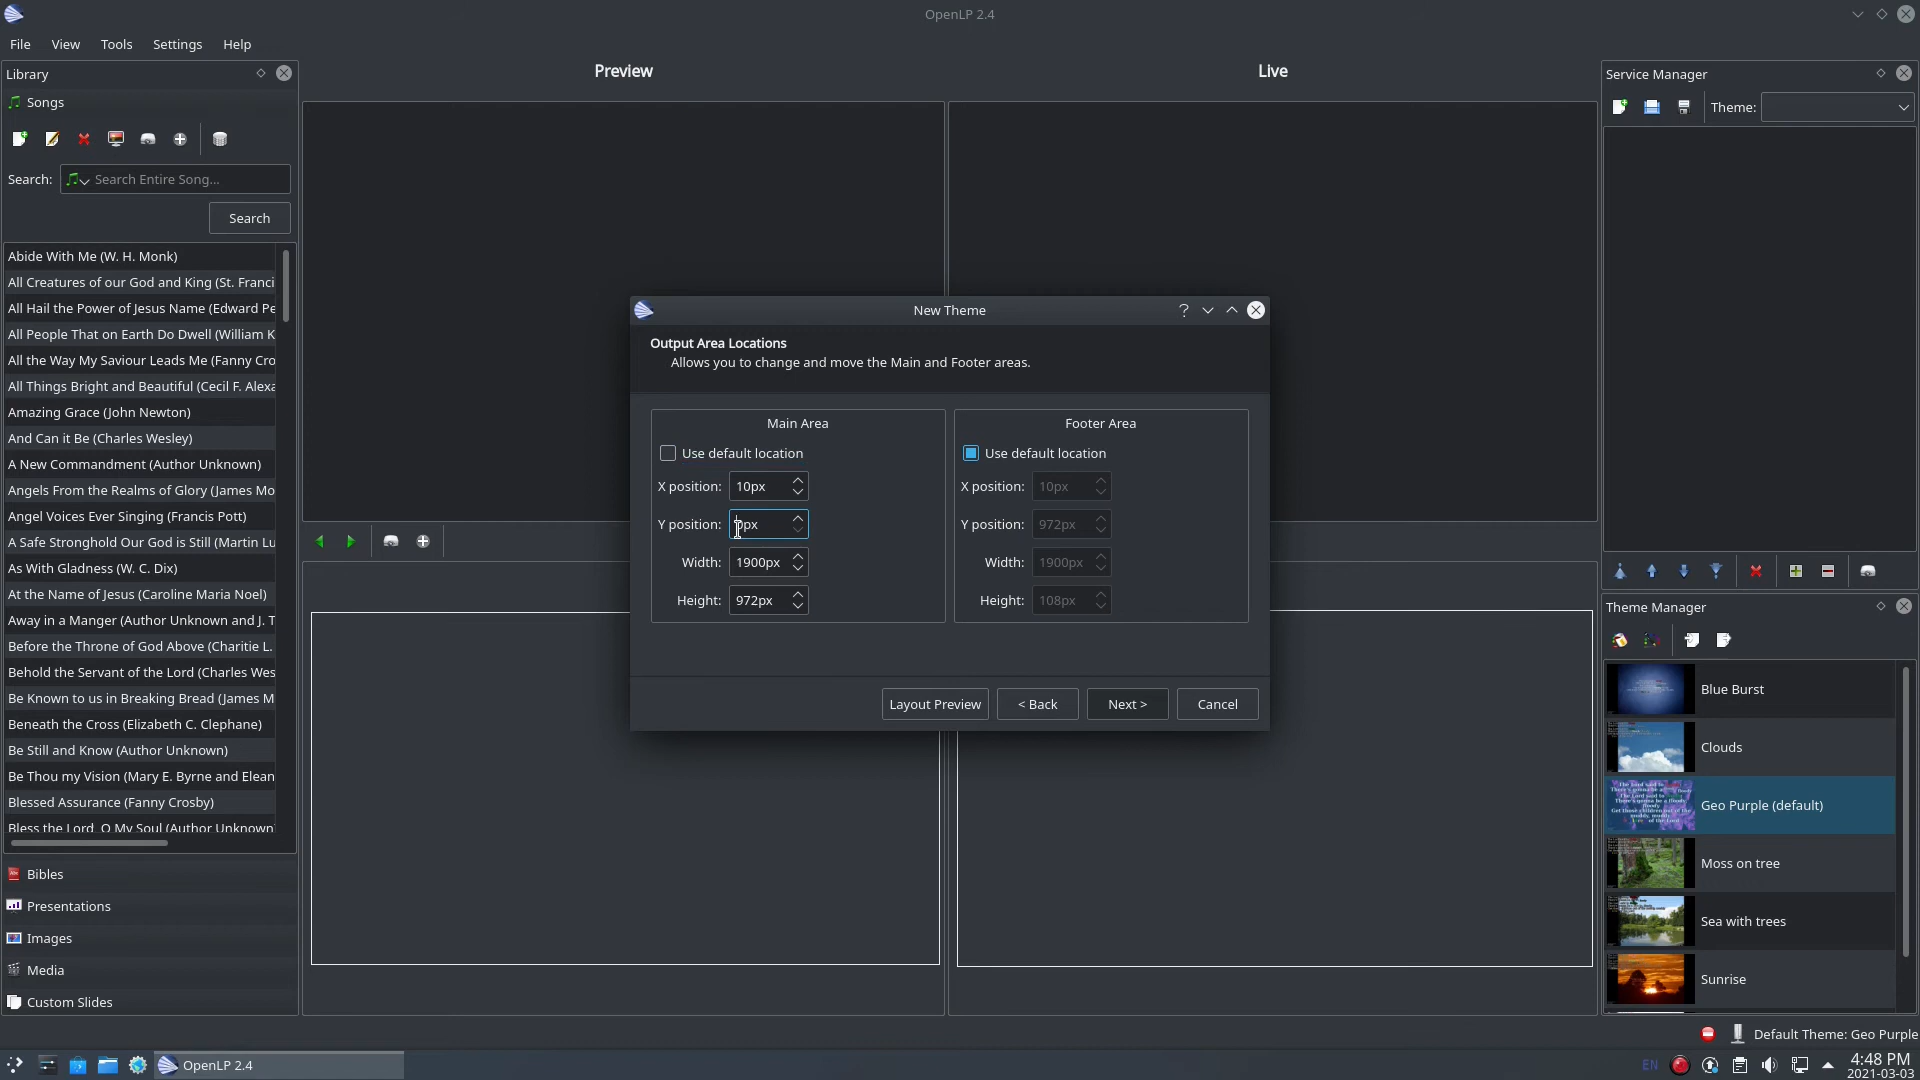 OpenLP 2.4
File View Tools Settings Help
Library
Songs
Search: Search Entire Song...
Search
Abide With Me (W. H. Monk)
All Creatures of our God and King (St. Franci
All Hail the Power of Jesus Name (Edward Pe
All People That on Earth Do Dwell (William K
All the Way My Saviour Leads Me (Fanny Cro
All Things Bright and Beautiful (Cecil F. Alexa
Amazing Grace (John Newton)
And Can it Be (Charles Wesley)
A New Commandment (Author Unknown)
Angels From the Realms of Glory (James Mo
Angel Voices Ever Singing (Francis Pott)
A Safe Stronghold Our God is Still (Martin Lu
As With Gladness (W. C. Dix)
At the Name of Jesus (Caroline Maria Noel)
Away in a Manger (Author Unknown and J. T
Before the Throne of God Above (Charitie L.
Behold the Servant of the Lord (Charles Wes
Be Known to us in Breaking Bread (James M
Beneath the Cross (Elizabeth C. Clephane)
Be Still and Know (Author Unknown)
Be Thou my Vision (Mary E. Byrne and Elean
Blessed Assurance (Fanny Crosby)
Bless the Lord, O My Soul (Author Unknown)
Bibles
Presentations
Images
Media
Custom Slides
Preview
Live
New Theme
Output Area Locations
Allows you to change and move the Main and Footer areas.
Main Area
Use default location
X position: 10px
Y position: 0px
Width: 1900px
Height: 972px
Footer Area
Use default location
X position: 10px
Y position: 972px
Width: 1900px
Height: 108px
Layout Preview
< Back
Next >
Cancel
Service Manager
Theme:
Theme Manager
Blue Burst
Clouds
Geo Purple (default)
Moss on tree
Sea with trees
Sunrise
Default Theme: Geo Purple
OpenLP 2.4
EN
4:48 PM
2021-03-03